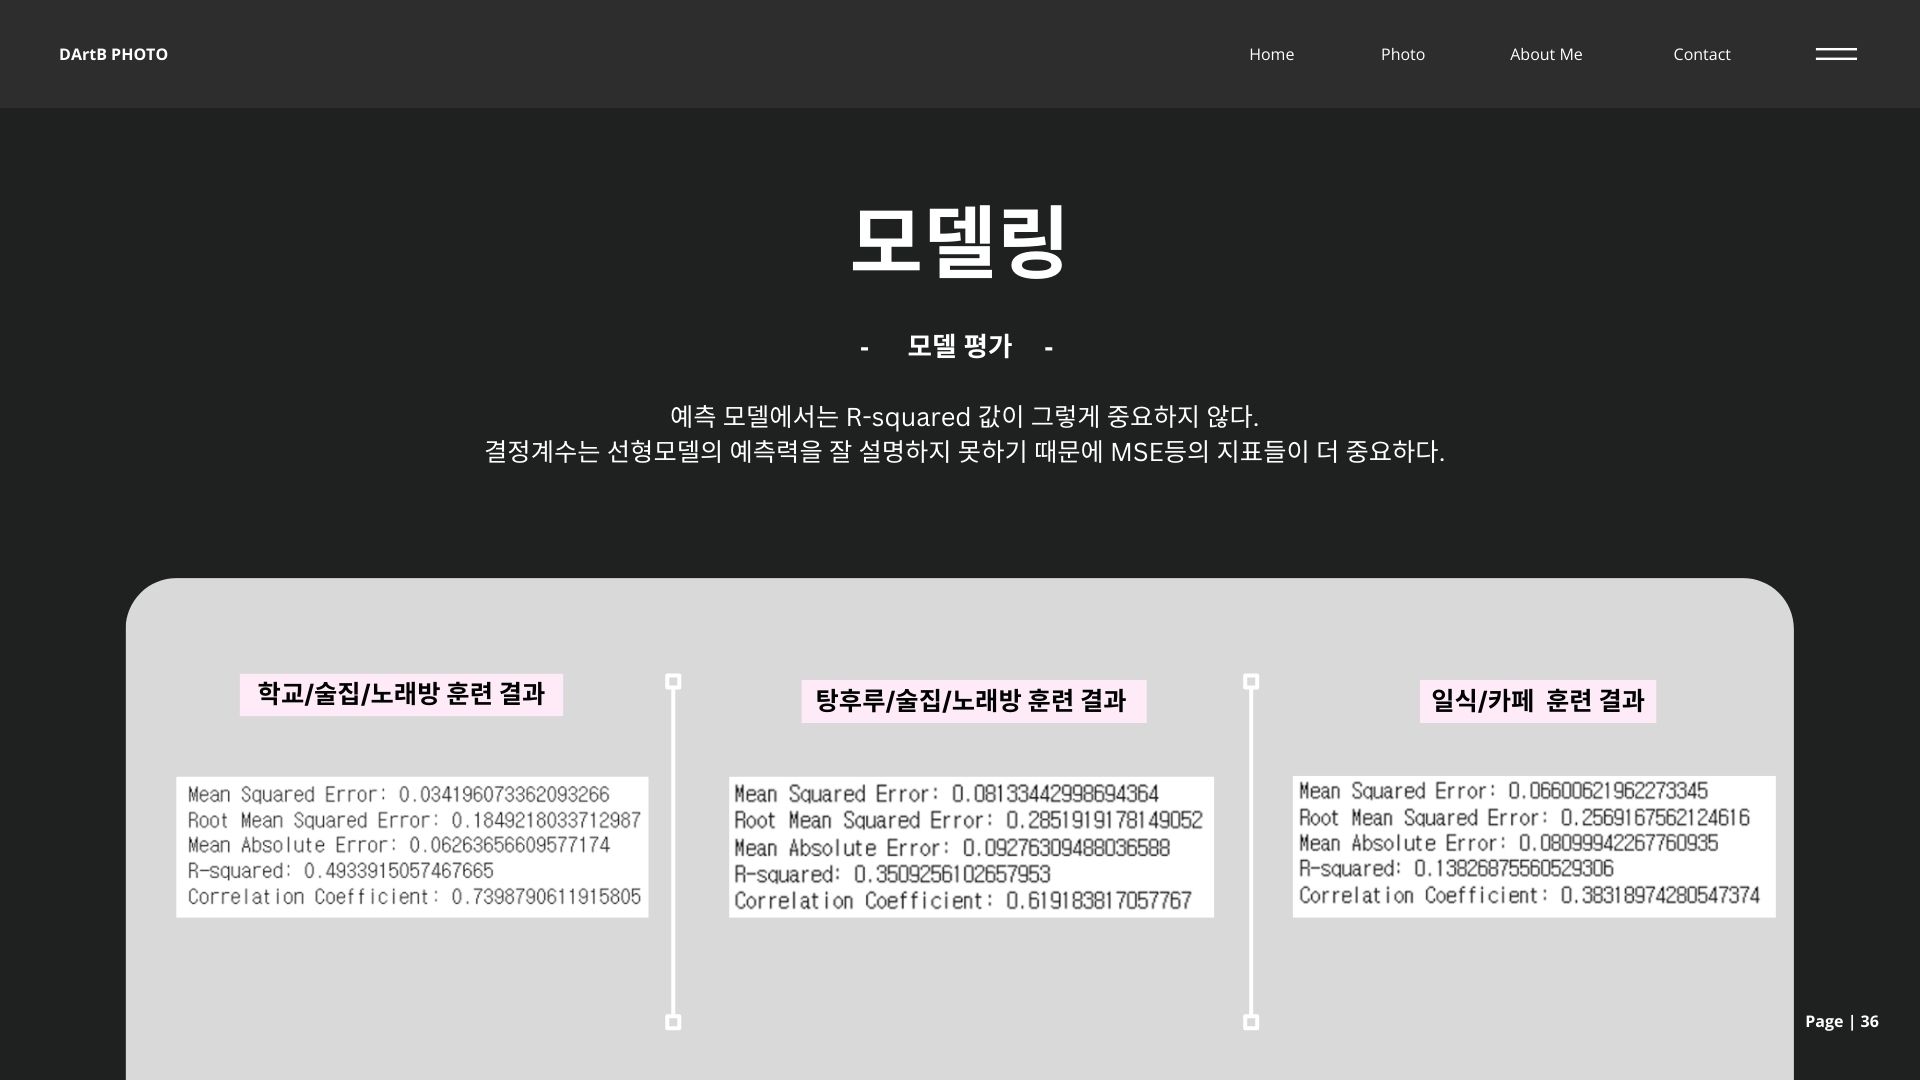 DArtB PHOTO
Home
Photo
About Me
Contact
모델링
- 모델 평가 -
예측 모델에서는 R-squared 값이 그렇게 중요하지 않다.
결정계수는 선형모델의 예측력을 잘 설명하지 못하기 때문에 MSE등의 지표들이 더 중요하다.
학교/술집/노래방 훈련 결과
Mean Squared Error: 0.034196073362093266
Root Mean Squared Error: 0.1849218033712987
Mean Absolute Error: 0.06263656609577174
R-squared: 0.4933915057467665
Correlation Coefficient: 0.7398790611915805
탕후루/술집/노래방 훈련 결과
Mean Squared Error: 0.08133442998694364
Root Mean Squared Error: 0.2851919178149052
Mean Absolute Error: 0.09276309488036588
R-squared: 0.3509256102657953
Correlation Coefficient: 0.619183817057767
일식/카페 훈련 결과
Mean Squared Error: 0.06600621962273345
Root Mean Squared Error: 0.2569167562124616
Mean Absolute Error: 0.08099942267760935
R-squared: 0.13826875560529306
Correlation Coefficient: 0.38318974280547374
Page | 36